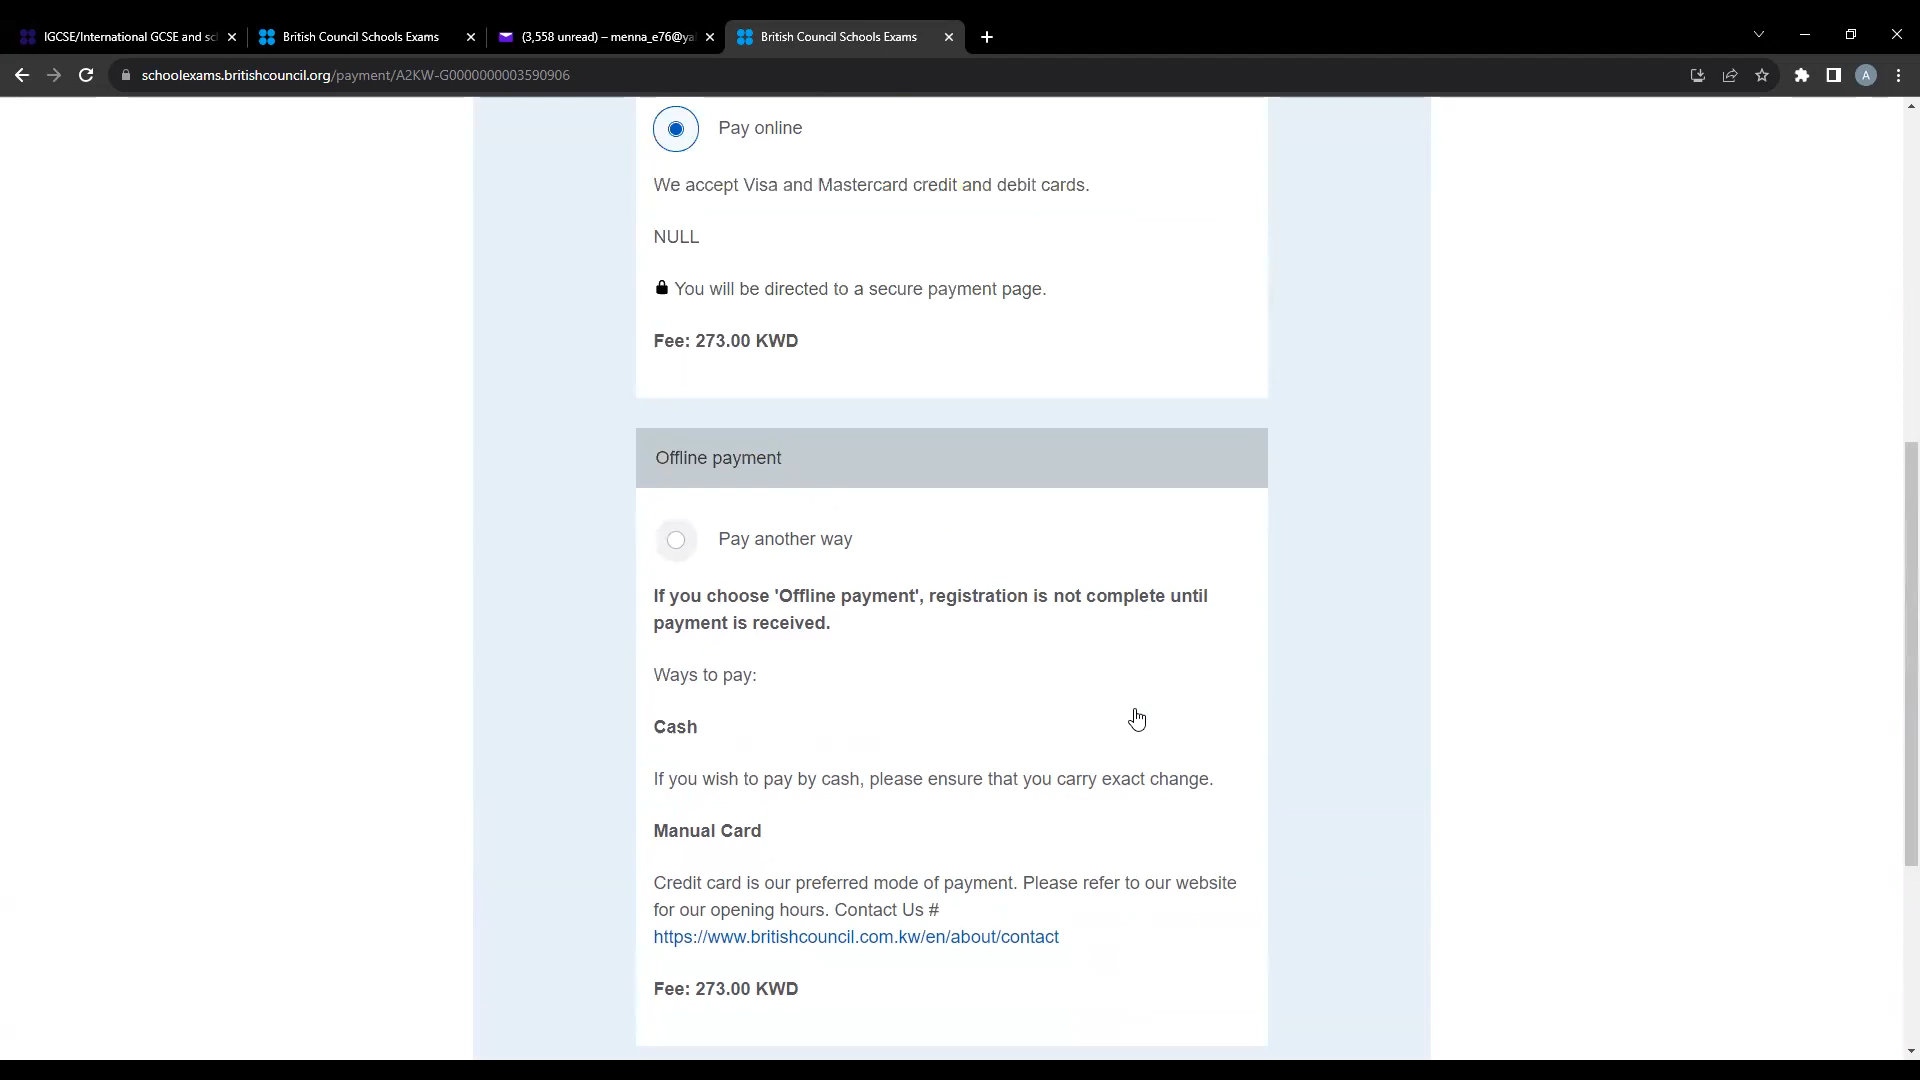 IGCSE/International GCSE and sc
British Council Schools Exams
(3,558 unread) – menna_e76@ya
British Council Schools Exams
schoolexams.britishcouncil.org/payment/A2KW-G0000000003590906
A
Pay online
We accept Visa and Mastercard credit and debit cards.
NULL
You will be directed to a secure payment page.
Fee: 273.00 KWD
Offline payment
Pay another way
If you choose 'Offline payment', registration is not complete until
payment is received.
Ways to pay:
Cash
If you wish to pay by cash, please ensure that you carry exact change.
Manual Card
Credit card is our preferred mode of payment. Please refer to our website
for our opening hours. Contact Us #
https://www.britishcouncil.com.kw/en/about/contact
Fee: 273.00 KWD